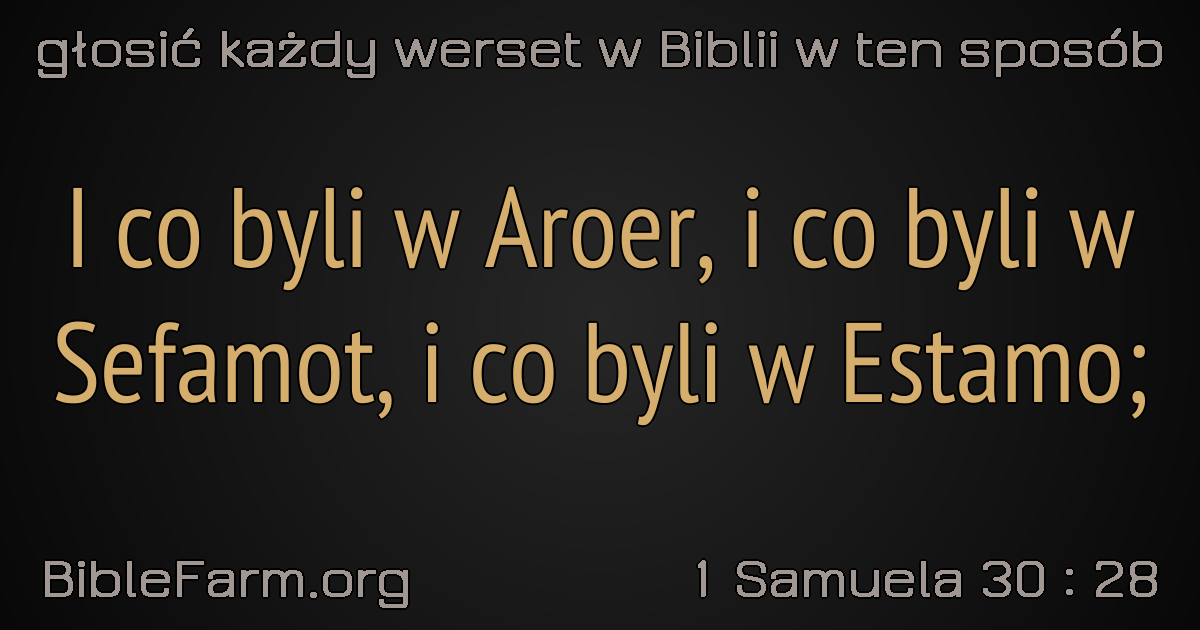 głosić każdy werset w Biblii w ten sposób
I co byli w Aroer, i co byli w
Sefamot, i co byli w Estamo;
BibleFarm.org
1 Samuela 30 : 28